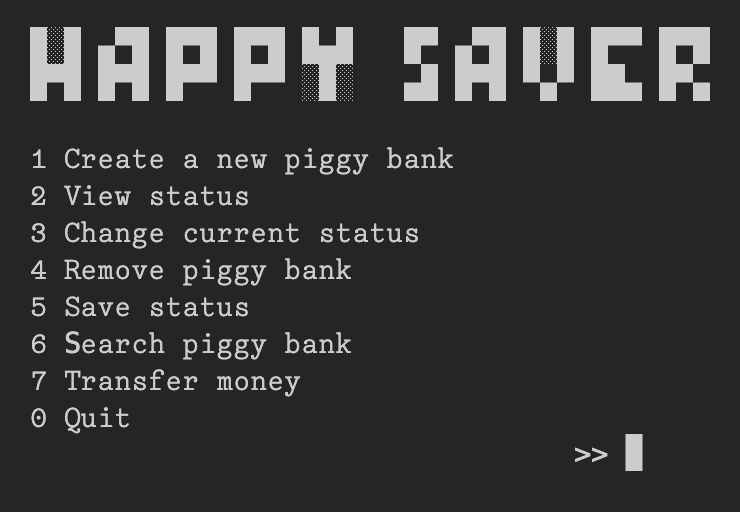 HAPPY SAVER
1 Create a new piggy bank
2 View status
3 Change current status
4 Remove piggy bank
5 Save status
6 Search piggy bank
7 Transfer money
0 Quit
>>